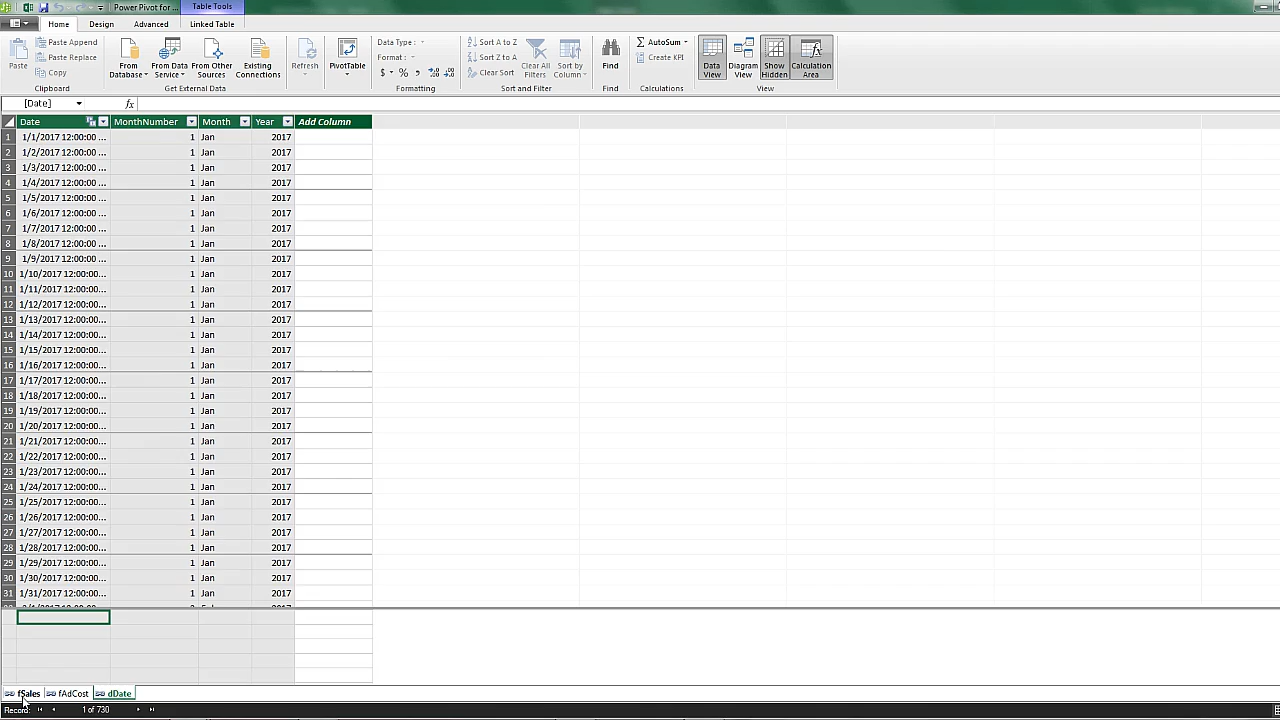 Power Pivot for ...
Table Tools
Home
Design
Advanced
Linked Table
Paste
Paste Append
Paste Replace
Copy
Clipboard
From Database
From Data Service
From Other Sources
Existing Connections
Get External Data
Refresh
PivotTable
Data Type :
Format :
$ % ,
Formatting
Sort A to Z
Sort Z to A
Clear Sort
Clear All Filters
Sort by Column
Sort and Filter
Find
Find
AutoSum
Create KPI
Calculations
Data View
Diagram View
Show Hidden
Calculation Area
View
[Date] fx
Date MonthNumber Month Year Add Column
1 1/1/2017 12:00:00 ... 1 Jan 2017
2 1/2/2017 12:00:00 ... 1 Jan 2017
3 1/3/2017 12:00:00 ... 1 Jan 2017
4 1/4/2017 12:00:00 ... 1 Jan 2017
5 1/5/2017 12:00:00 ... 1 Jan 2017
6 1/6/2017 12:00:00 ... 1 Jan 2017
7 1/7/2017 12:00:00 ... 1 Jan 2017
8 1/8/2017 12:00:00 ... 1 Jan 2017
9 1/9/2017 12:00:00 ... 1 Jan 2017
10 1/10/2017 12:00:00... 1 Jan 2017
11 1/11/2017 12:00:00... 1 Jan 2017
12 1/12/2017 12:00:00... 1 Jan 2017
13 1/13/2017 12:00:00... 1 Jan 2017
14 1/14/2017 12:00:00... 1 Jan 2017
15 1/15/2017 12:00:00... 1 Jan 2017
16 1/16/2017 12:00:00... 1 Jan 2017
17 1/17/2017 12:00:00... 1 Jan 2017
18 1/18/2017 12:00:00... 1 Jan 2017
19 1/19/2017 12:00:00... 1 Jan 2017
20 1/20/2017 12:00:00... 1 Jan 2017
21 1/21/2017 12:00:00... 1 Jan 2017
22 1/22/2017 12:00:00... 1 Jan 2017
23 1/23/2017 12:00:00... 1 Jan 2017
24 1/24/2017 12:00:00... 1 Jan 2017
25 1/25/2017 12:00:00... 1 Jan 2017
26 1/26/2017 12:00:00... 1 Jan 2017
27 1/27/2017 12:00:00... 1 Jan 2017
28 1/28/2017 12:00:00... 1 Jan 2017
29 1/29/2017 12:00:00... 1 Jan 2017
30 1/30/2017 12:00:00... 1 Jan 2017
31 1/31/2017 12:00:00... 1 Jan 2017
fSales fAdCost dDate
Record: 1 of 730